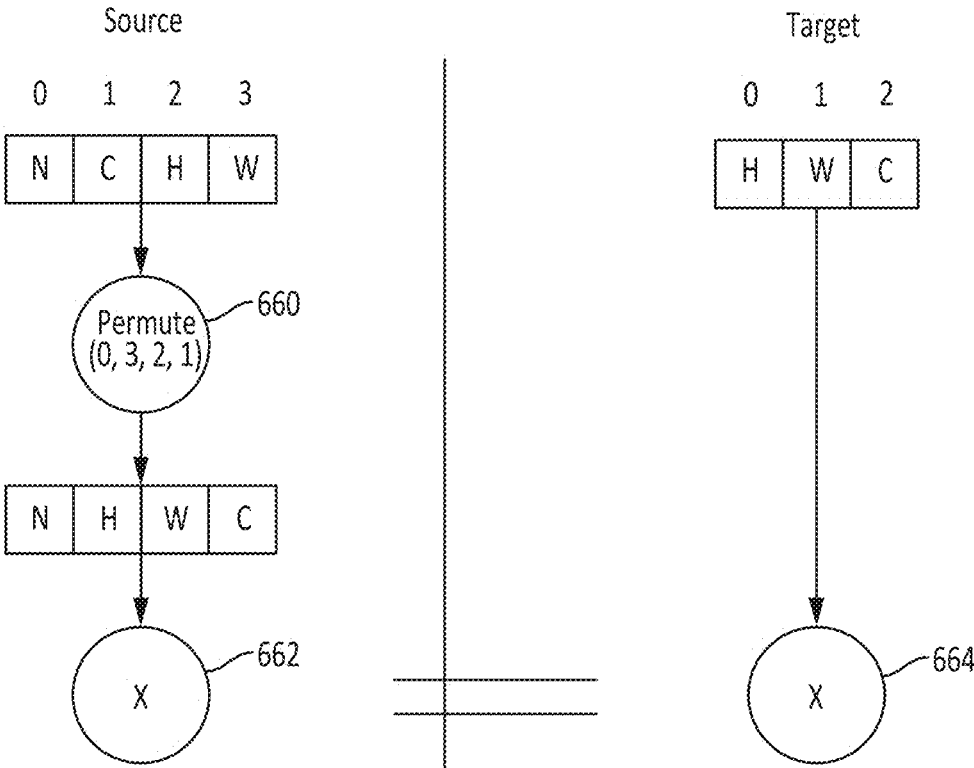 Source
Target
0 1 2 3
0 1 2
N C H W
H W C
660
Permute
(0, 3, 2, 1)
N H W C
662
664
X
X